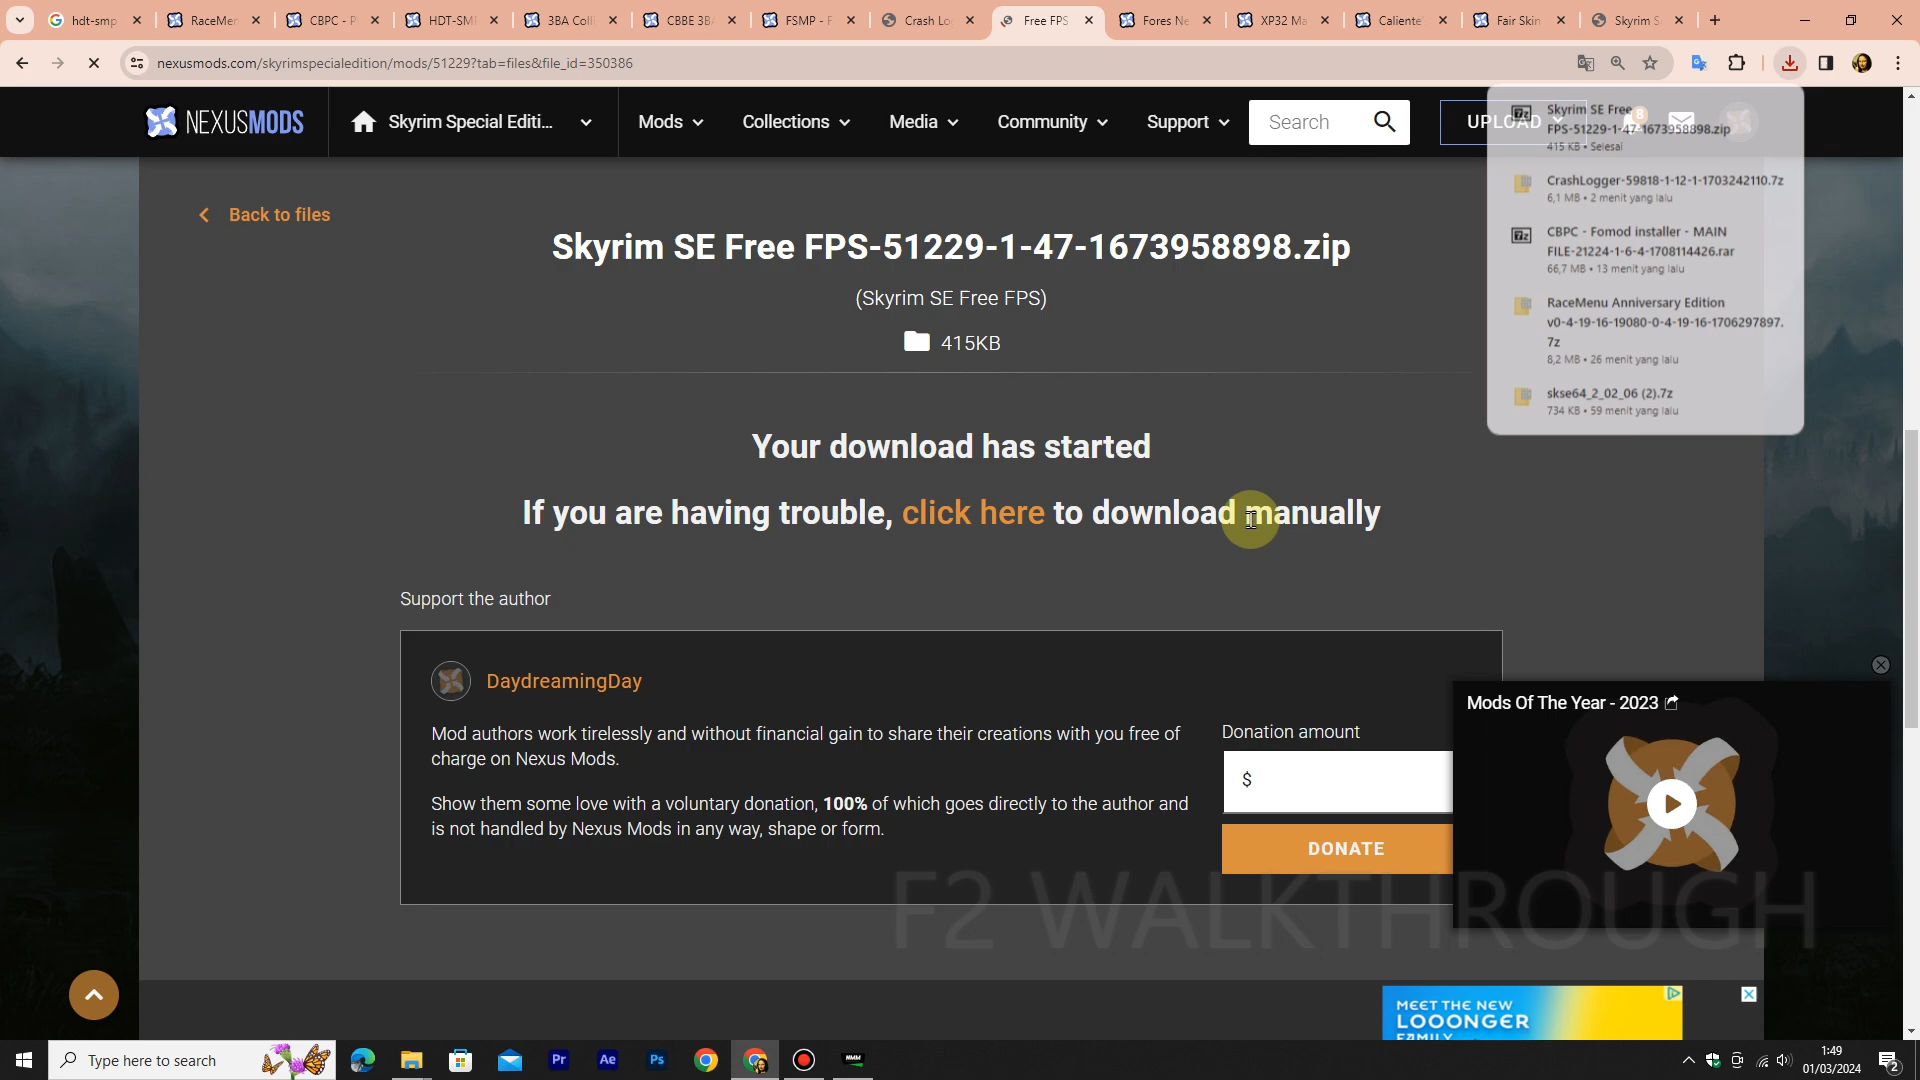 hdt-smp
RaceMen
CBPC - P
HDT-SM
3BA Coll
CBBE 3B
FSMP - F
Crash Lo
Free FPS
Fores Ne
XP32 Ma
Caliente'
Fair Skin
Skyrim S
nexusmods.com/skyrimspecialedition/mods/51229?tab=files&file_id=350386
NEXUSMODS
Skyrim Special Editi...
Mods
Collections
Media
Community
Support
Search
UPLOAD
8
Skyrim SE Free
FPS-51229-1-47-1673958898.zip
415 KB • Selesai
CrashLogger-59818-1-12-1-1703242110.7z
6,1 MB • 2 menit yang lalu
CBPC - Fomod installer - MAIN
FILE-21224-1-6-4-1708114426.rar
66,7 MB • 13 menit yang lalu
RaceMenu Anniversary Edition
v0-4-19-16-19080-0-4-19-16-1706297897.
7z
8,2 MB • 26 menit yang lalu
skse64_2_02_06 (2).7z
734 KB • 59 menit yang lalu
Back to files
Skyrim SE Free FPS-51229-1-47-1673958898.zip
(Skyrim SE Free FPS)
415KB
Your download has started
If you are having trouble, click here to download manually
Support the author
DaydreamingDay
Mod authors work tirelessly and without financial gain to share their creations with you free of
charge on Nexus Mods.
Show them some love with a voluntary donation, 100% of which goes directly to the author and
is not handled by Nexus Mods in any way, shape or form.
Donation amount
$
DONATE
Mods Of The Year - 2023
F2 WALKTHROUGH
MEET THE NEW
LOOONGER
FAMILY
Type here to search
Pr
Ae
Ps
NMM
1:49
01/03/2024
2